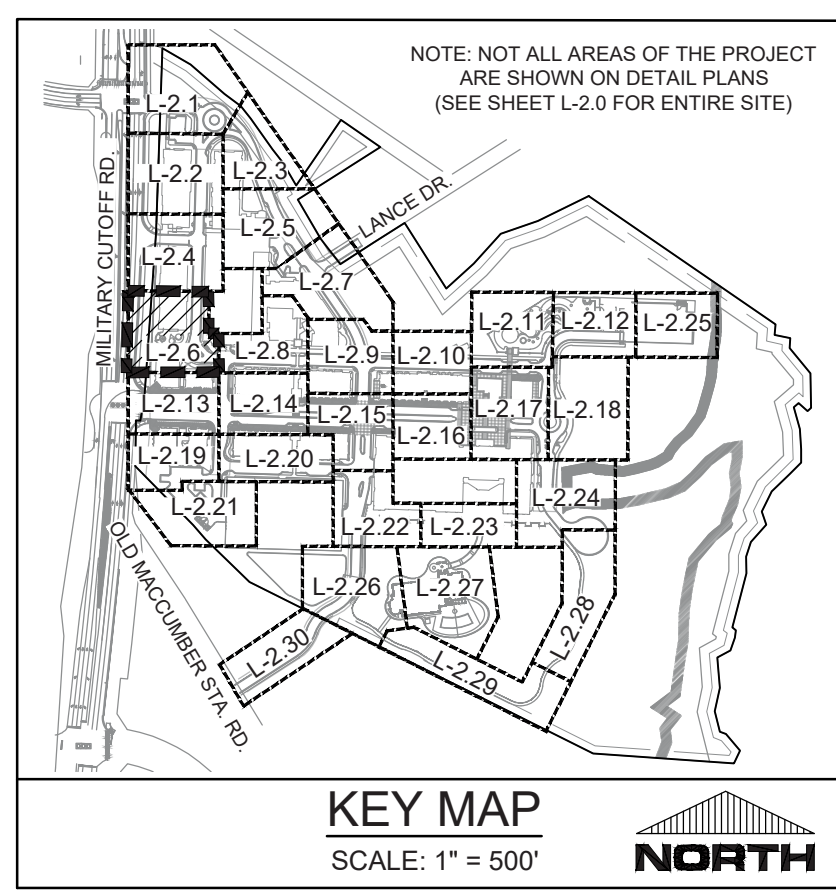 NOTE: NOT ALL AREAS OF THE PROJECT
ARE SHOWN ON DETAIL PLANS
(SEE SHEET L-2.0 FOR ENTIRE SITE)
MILITARY CUTOFF RD.
L-2.1
L-2.2
L-2.3
LANCE DR.
L-2.4
L-2.5
L-2.6
L-2.7
L-2.8
L-2.9
L-2.10
L-2.11
L-2.12
L-2.25
L-2.13
L-2.14
L-2.15
L-2.16
L-2.17
L-2.18
L-2.19
L-2.20
L-2.21
L-2.22
L-2.23
L-2.24
OLD MACCUMBER STA. RD.
L-2.26
L-2.27
L-2.28
L-2.29
L-2.30
KEY MAP
SCALE: 1" = 500'
NORTH